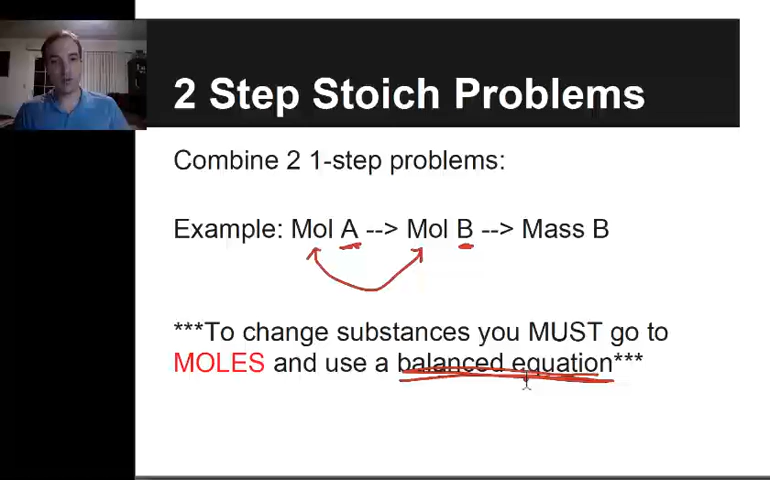 2 Step Stoich Problems
Combine 2 1-step problems:
Example: Mol A --> Mol B --> Mass B
***To change substances you MUST go to
MOLES and use a balanced equation***